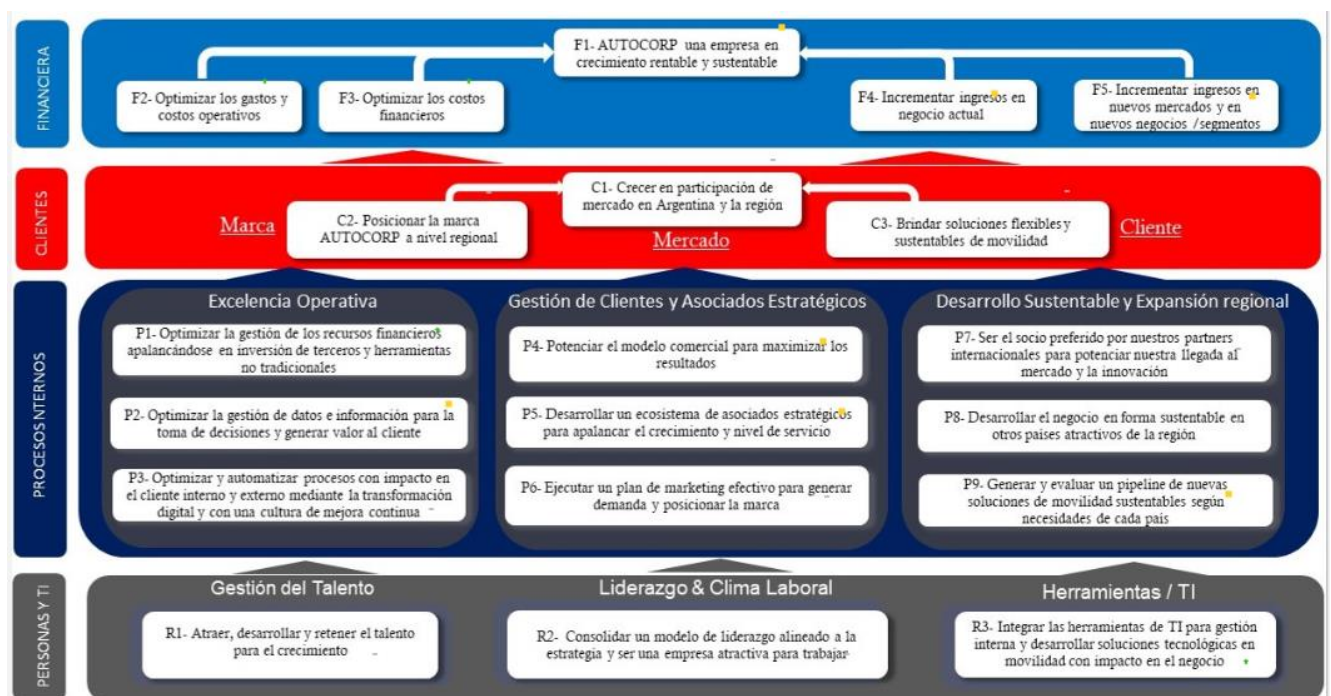 FINANCIERA
F1- AUTOCORP una empresa en
crecimiento rentable y sustentable
F2- Optimizar los gastos y
costos operativos
F3- Optimizar los costos
financieros
F4- Incrementar ingresos en
negocio actual
F5- Incrementar ingresos en
nuevos mercados y en
nuevos negocios /segmentos
CLIENTES
C1- Crecer en participación de
mercado en Argentina y la región
Marca
C2- Posicionar la marca
AUTOCORP a nivel regional
Mercado
C3- Brindar soluciones flexibles y
sustentables de movilidad
Cliente
PROCESOS NTERNOS
Excelencia Operativa
P1- Optimizar la gestión de los recursos financieros
apalancándose en inversión de terceros y herramientas
no tradicionales
P2- Optimizar la gestión de datos e información para la
toma de decisiones y generar valor al cliente
P3- Optimizar y automatizar procesos con impacto en
el cliente interno y externo mediante la transformación
digital y con una cultura de mejora continua
Gestión de Clientes y Asociados Estratégicos
P4- Potenciar el modelo comercial para maximizar los
resultados
P5- Desarrollar un ecosistema de asociados estratégicos
para apalancar el crecimiento y nivel de servicio
P6- Ejecutar un plan de marketing efectivo para generar
demanda y posicionar la marca
Desarrollo Sustentable y Expansión regional
P7- Ser el socio preferido por nuestros partners
internacionales para potenciar nuestra llegada al
mercado y la innovación
P8- Desarrollar el negocio en forma sustentable en
otros países atractivos de la región
P9- Generar y evaluar un pipeline de nuevas
soluciones de movilidad sustentables según
necesidades de cada país
PERSONAS Y TI
Gestión del Talento
R1- Atraer, desarrollar y retener el talento
para el crecimiento
Liderazgo & Clima Laboral
R2- Consolidar un modelo de liderazgo alineado a la
estrategia y ser una empresa atractiva para trabajar
Herramientas / TI
R3- Integrar las herramientas de TI para gestión
interna y desarrollar soluciones tecnológicas en
movilidad con impacto en el negocio